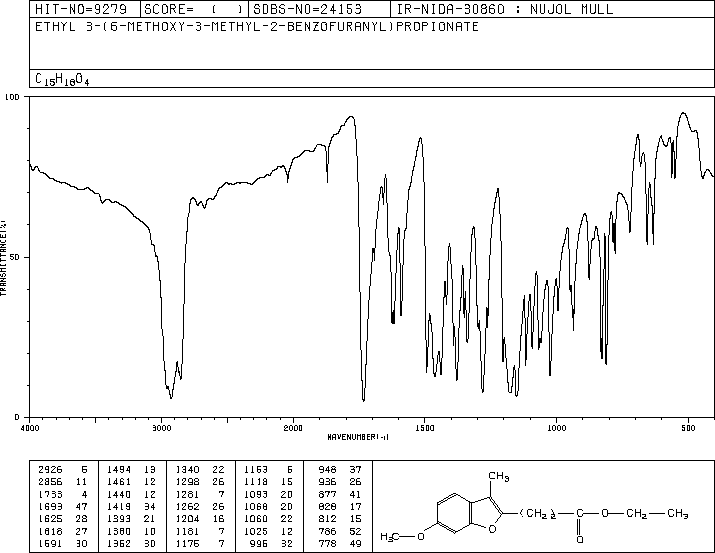 HIT-NO=9279 SCORE= ( ) SDBS-NO=24153 IR-NIDA-30860 : NUJOL MULL
ETHYL 3-(6-METHOXY-3-METHYL-2-BENZOFURANYL)PROPIONATE
C15H18O4
100
50
0
TRANSMITTANCE(%)
4000 3000 2000 1500 1000 500
WAVENUMBER(-1)
2926 6 1494 13 1340 22 1153 6 948 37
2856 11 1461 12 1298 26 1118 15 936 26
1733 4 1440 12 1281 7 1093 20 877 41
1693 47 1419 34 1262 26 1068 20 828 17
1625 28 1393 21 1204 16 1060 22 812 15
1618 27 1380 10 1181 7 1025 12 786 52
1591 30 1352 30 1175 7 996 32 778 49
CH3
(CH2)2 C O CH2 CH3
O
O
H3C O